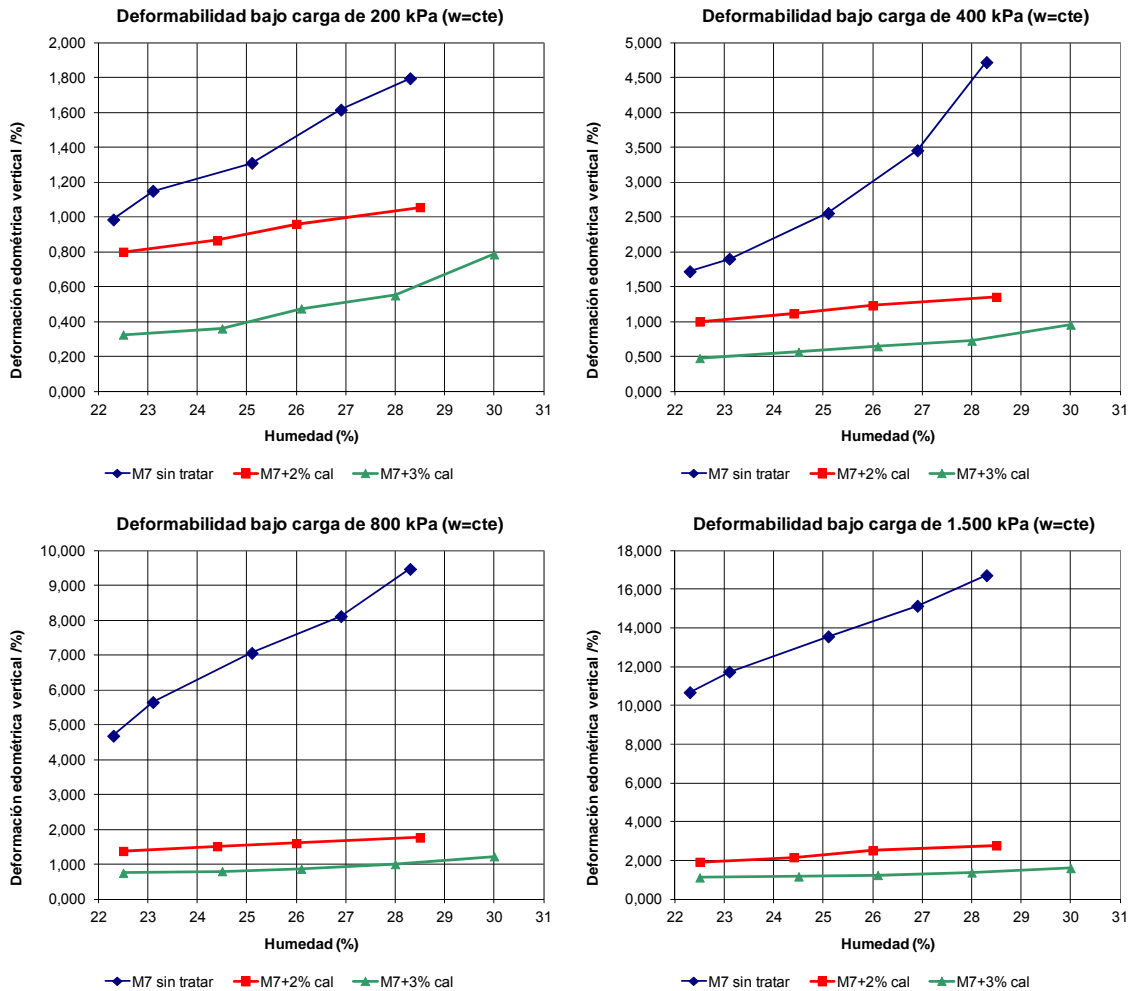 Deformabilidad bajo carga de 200 kPa (w=cte)
Deformación edométrica vertical /%)
2,000
1,800
1,600
1,400
1,200
1,000
0,800
0,600
0,400
0,200
0,000
22 23 24 25 26 27 28 29 30 31
Humedad (%)
M7 sin tratar M7+2% cal M7+3% cal
Deformabilidad bajo carga de 400 kPa (w=cte)
Deformación edométrica vertical /%)
5,000
4,500
4,000
3,500
3,000
2,500
2,000
1,500
1,000
0,500
0,000
22 23 24 25 26 27 28 29 30 31
Humedad (%)
M7 sin tratar M7+2% cal M7+3% cal
Deformabilidad bajo carga de 800 kPa (w=cte)
Deformación edométrica vertical /%)
10,000
9,000
8,000
7,000
6,000
5,000
4,000
3,000
2,000
1,000
0,000
22 23 24 25 26 27 28 29 30 31
Humedad (%)
M7 sin tratar M7+2% cal M7+3% cal
Deformabilidad bajo carga de 1.500 kPa (w=cte)
Deformación edométrica vertical /%)
18,000
16,000
14,000
12,000
10,000
8,000
6,000
4,000
2,000
0,000
22 23 24 25 26 27 28 29 30 31
Humedad (%)
M7 sin tratar M7+2% cal M7+3% cal